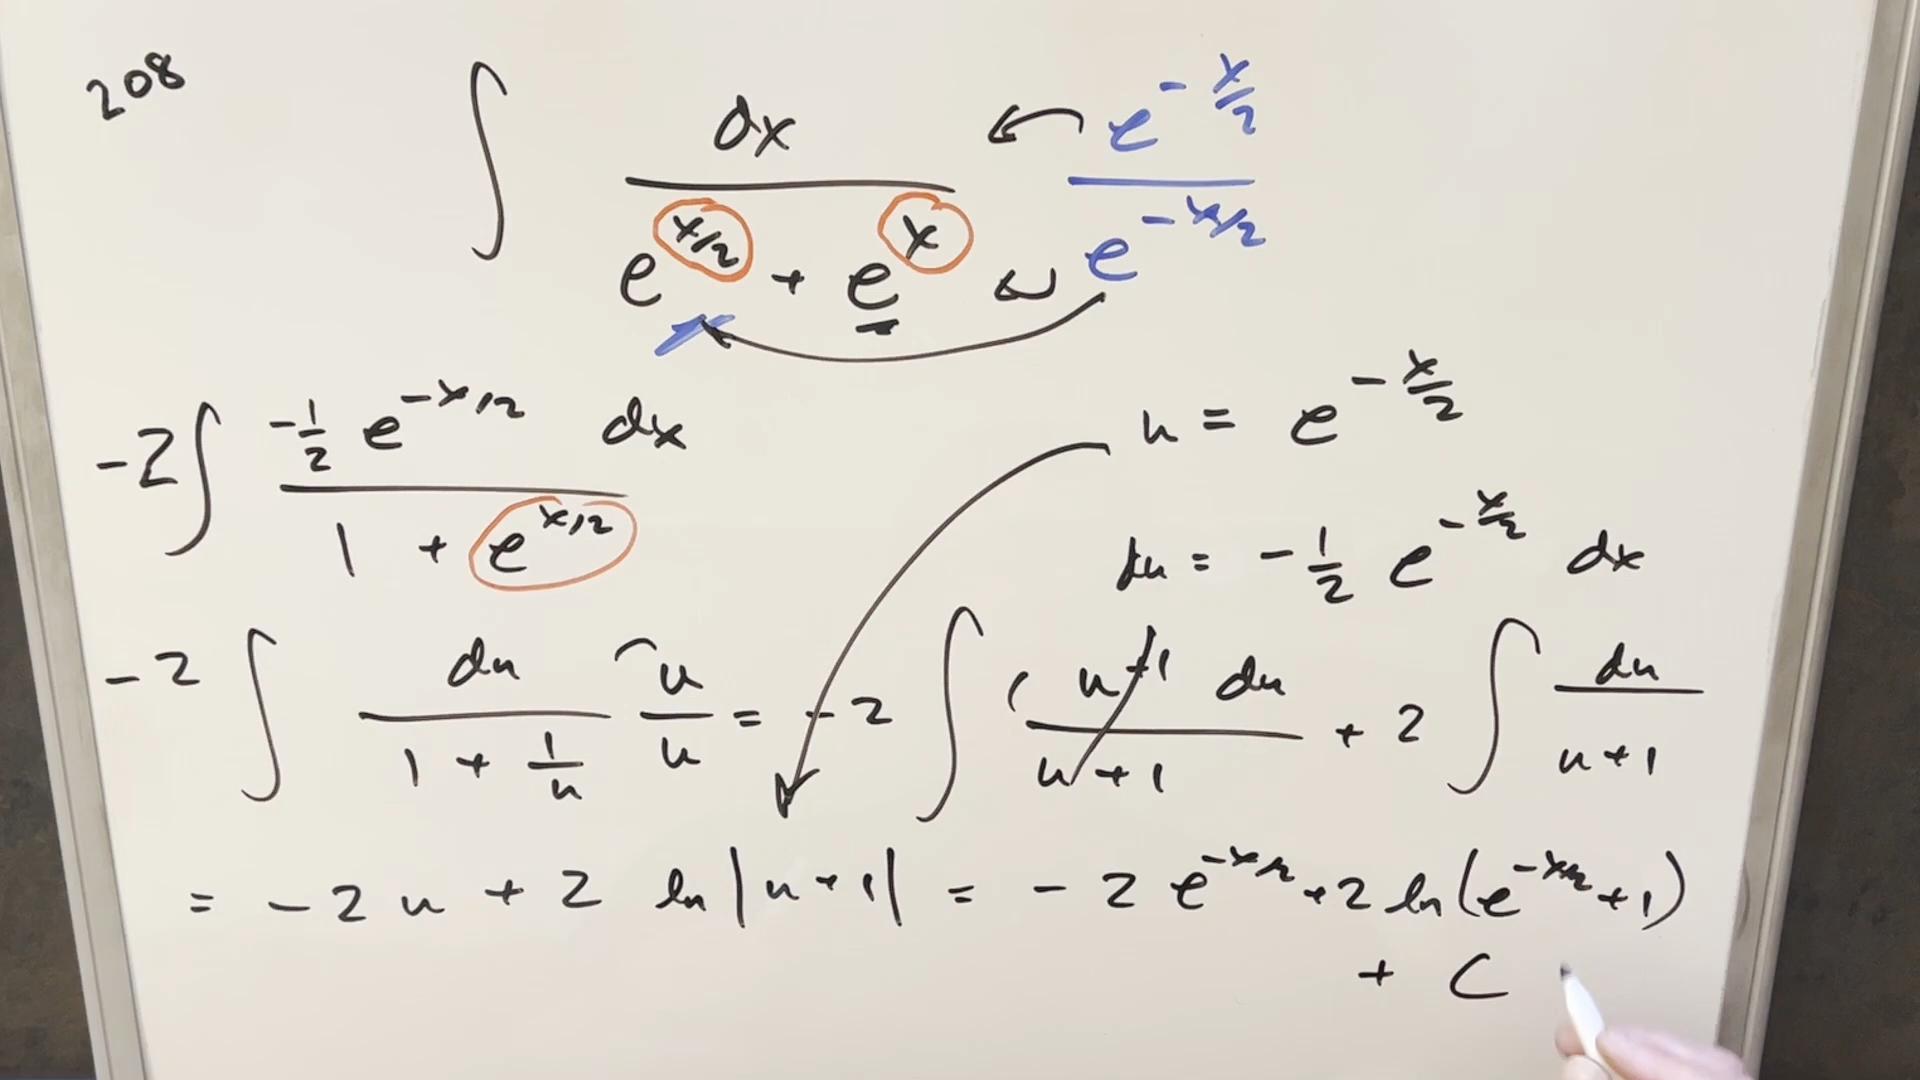 208
∫ dx / (e^{x/2} + e^x) ← e^{-x/2} / e^{-x/2}
-2 ∫ (-1/2 e^{-x/2} dx) / (1 + e^{x/2})
u = e^{-x/2}
du = -1/2 e^{-x/2} dx
-2 ∫ du / (1 + 1/u) u/u = -2 ∫ (u+1 du) / (u+1) + 2 ∫ du / (u+1)
= -2u + 2 ln|u+1| = -2e^{-x/2} + 2 ln(e^{-x/2} + 1)
+ C